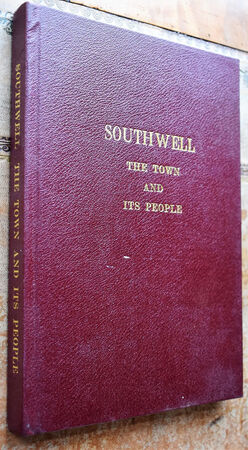 SOUTHWELL
THE TOWN
AND
ITS PEOPLE
SOUTHWELL. THE TOWN AND ITS PEOPLE